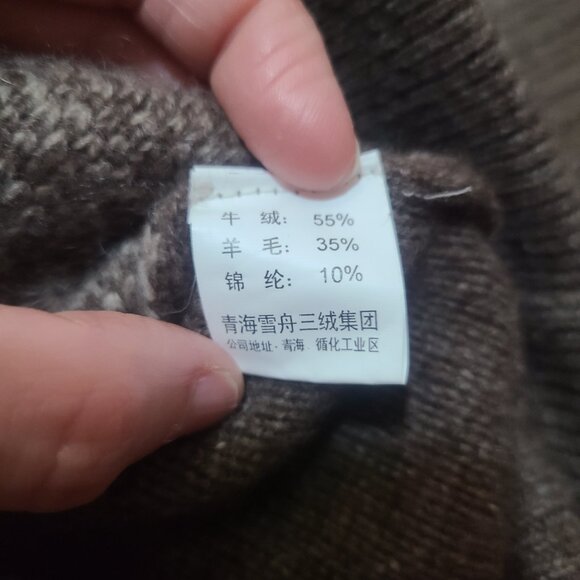 牛 绒： 55%
羊 毛： 35%
锦 纶： 10%
青海雪舟三绒集团
公司地址·青海 循化工业区